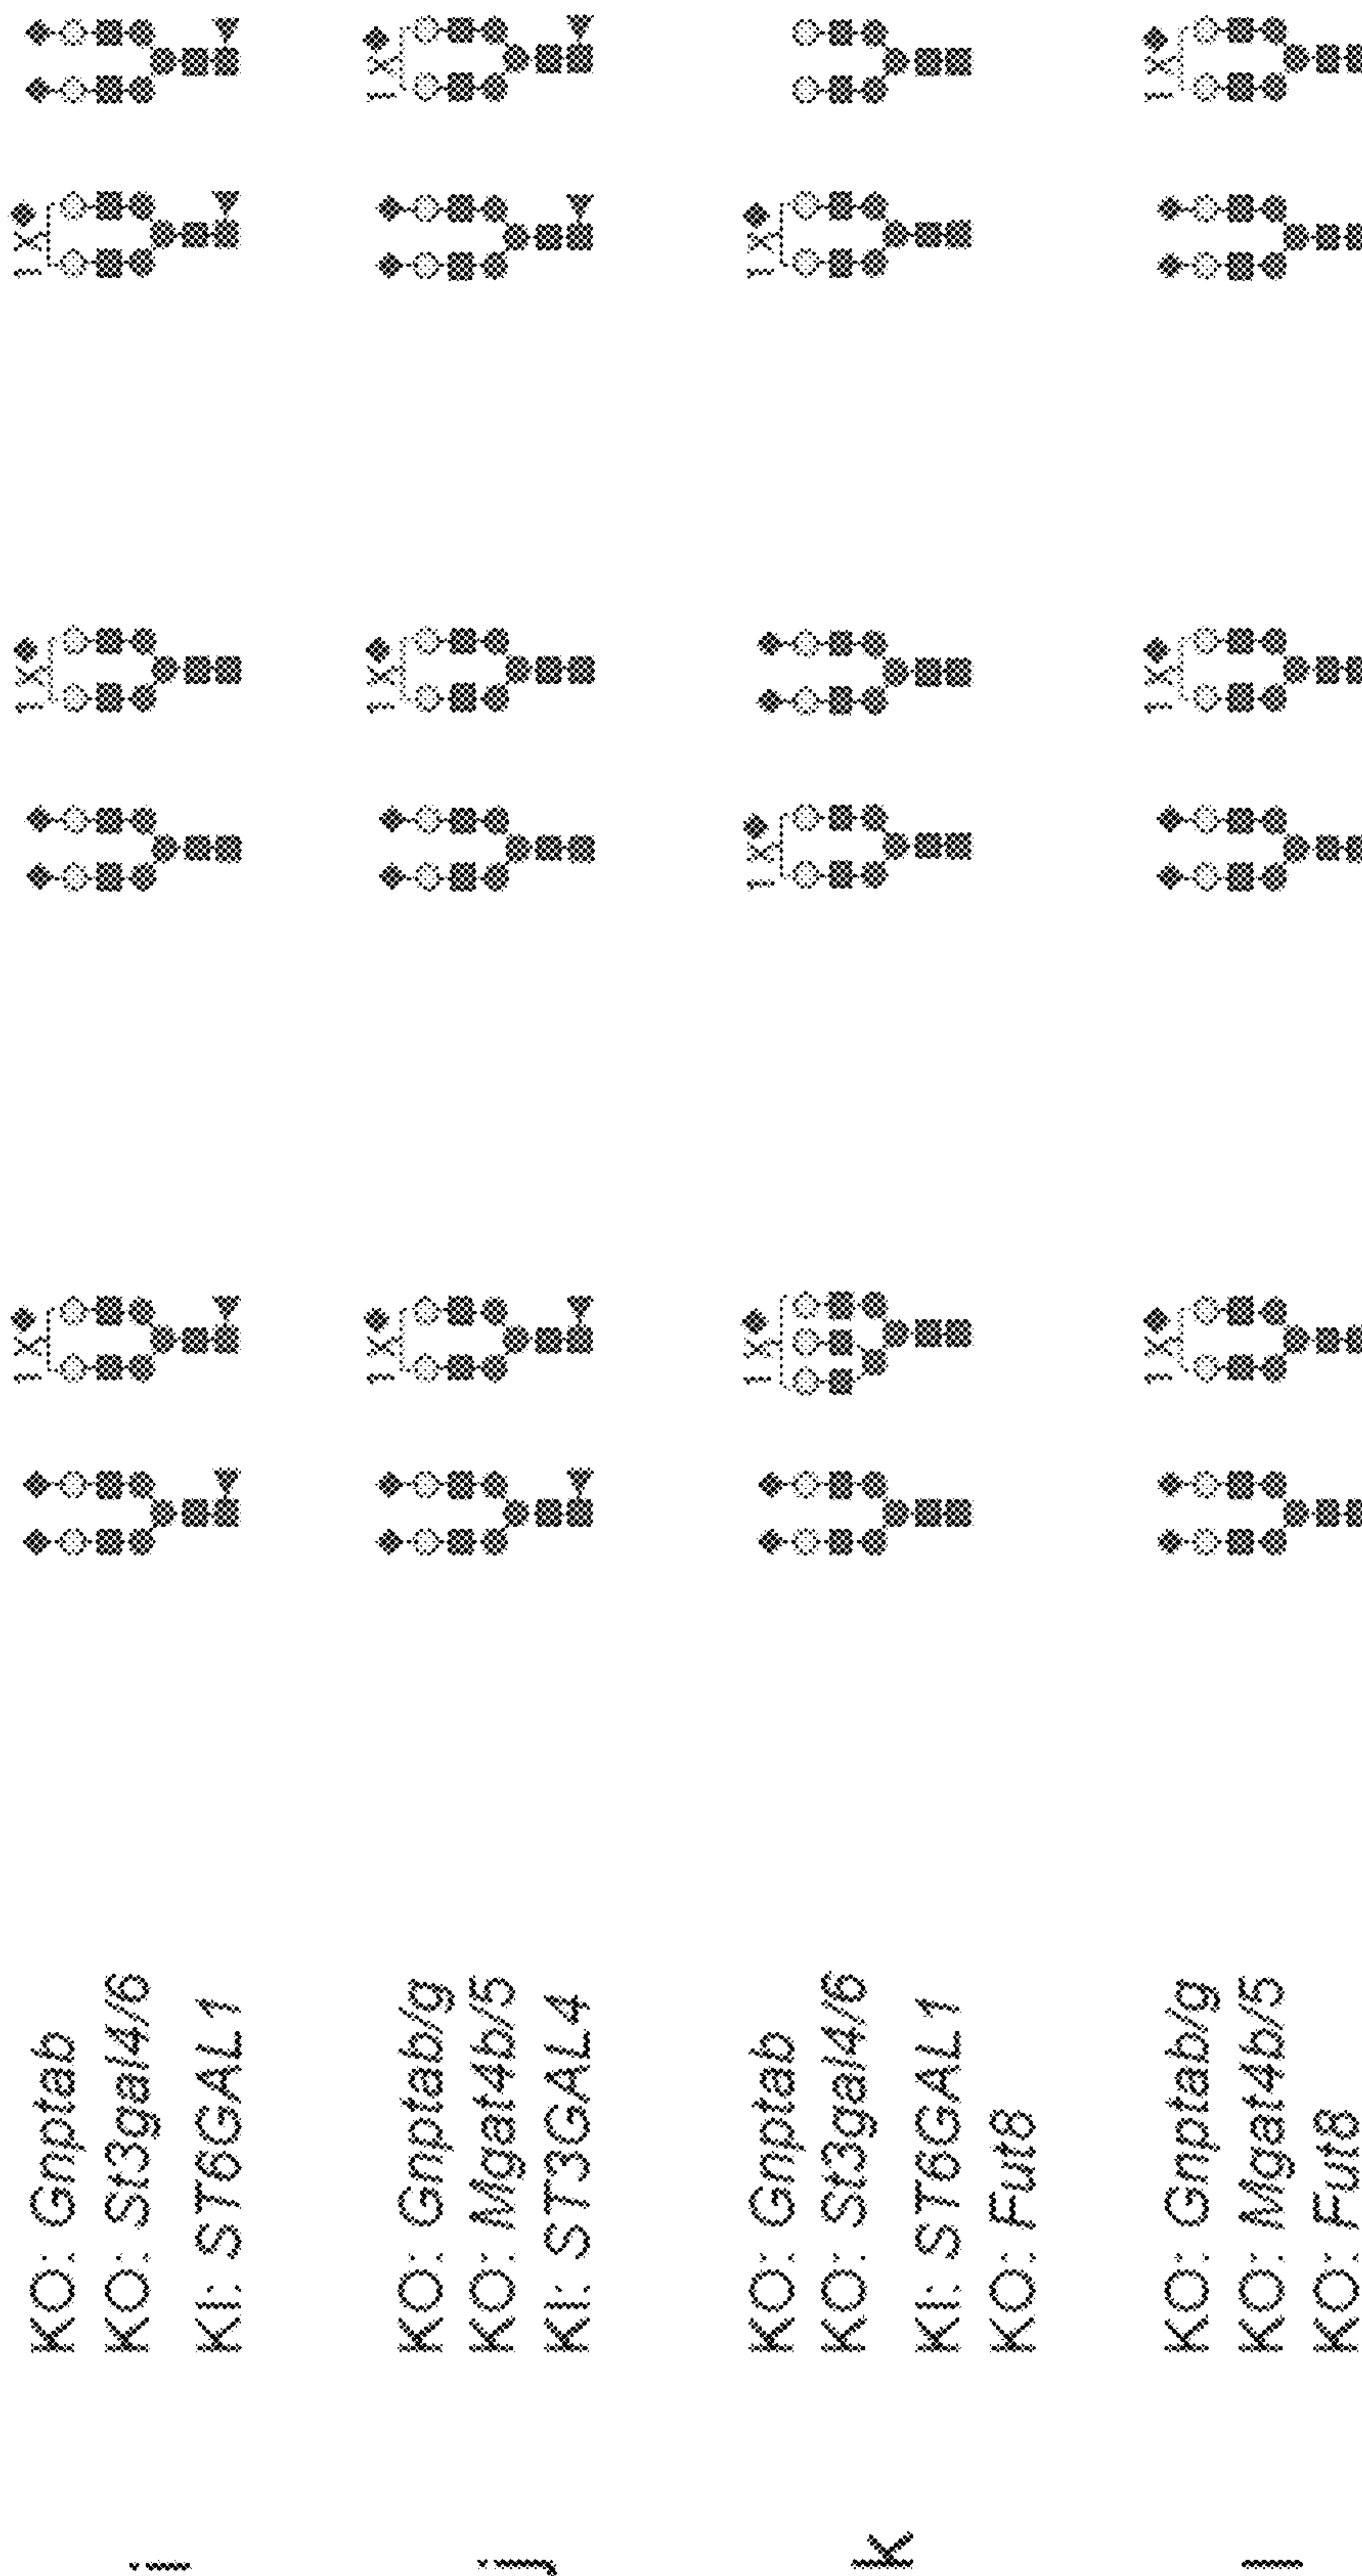 i
KO: Gnptab
KO: St3gal4/6
KI: ST6GAL1
1X
1X
1X
j
KO: Gnptab/g
KO: Mgat4b/5
KI: ST3GAL4
1X
1X
1X
k
KO: Gnptab
KO: St3gal4/6
KI: ST6GAL1
KO: Fut8
1X
1X
1X
l
KO: Gnptab/g
KO: Mgat4b/5
KO: Fut8
1X
1X
1X